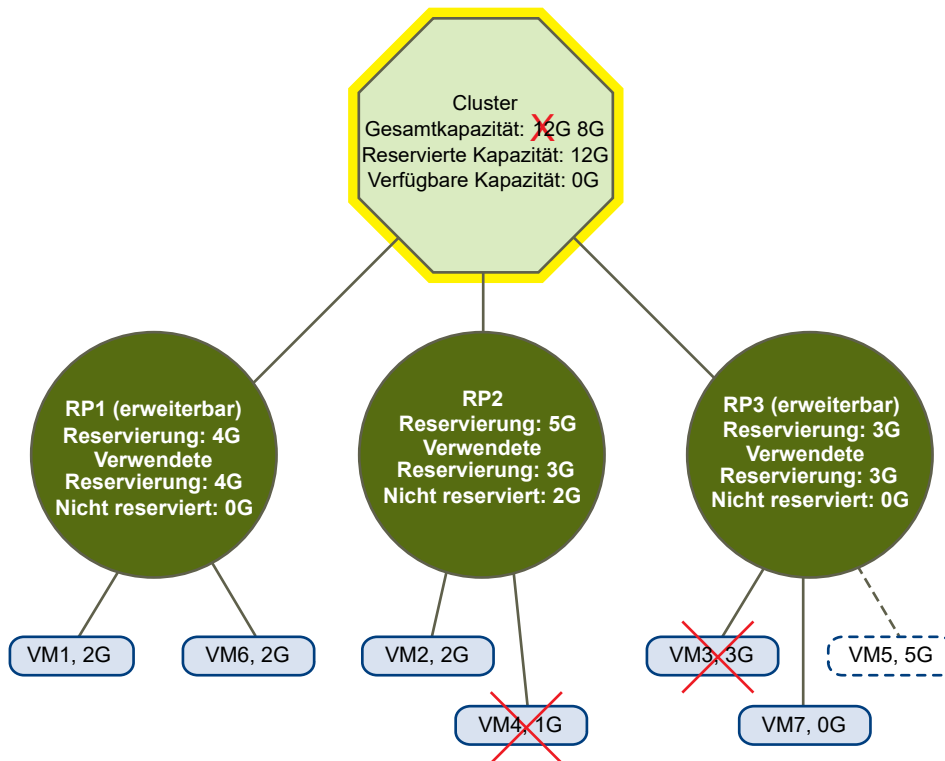 Cluster
Gesamtkapazität: 12G 8G
Reservierte Kapazität: 12G
Verfügbare Kapazität: 0G
RP1 (erweiterbar)
Reservierung: 4G
Verwendete
Reservierung: 4G
Nicht reserviert: 0G
RP2
Reservierung: 5G
Verwendete
Reservierung: 3G
Nicht reserviert: 2G
RP3 (erweiterbar)
Reservierung: 3G
Verwendete
Reservierung: 3G
Nicht reserviert: 0G
VM1, 2G
VM6, 2G
VM2, 2G
VM3, 3G
VM5, 5G
VM4, 1G
VM7, 0G